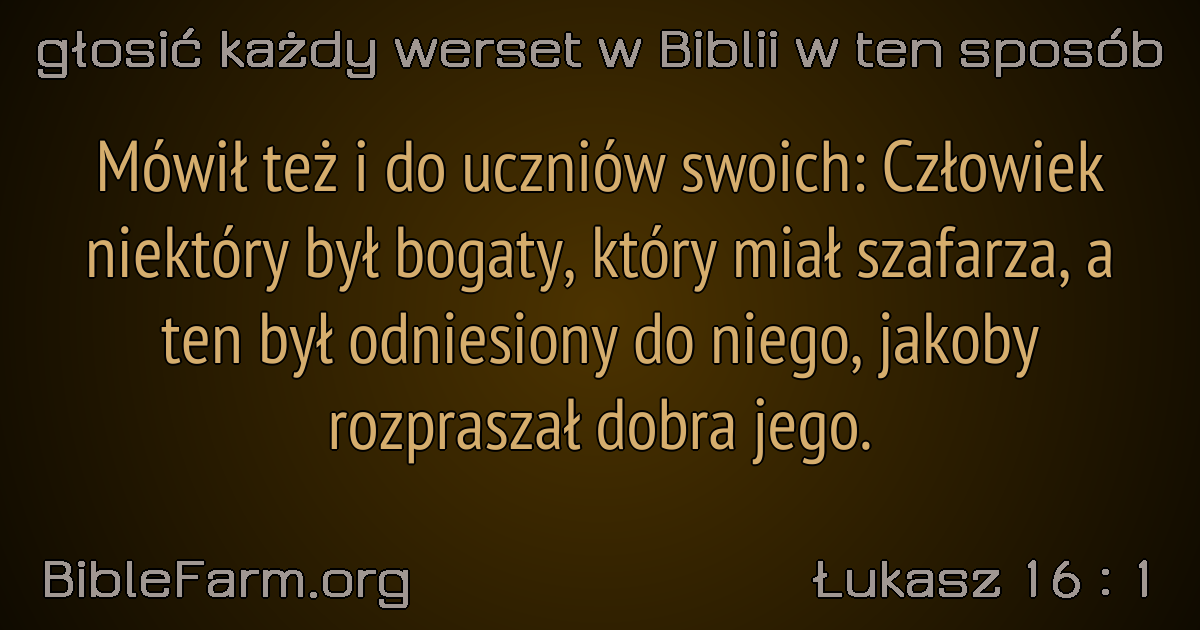 głosić każdy werset w Biblii w ten sposób
Mówił też i do uczniów swoich: Człowiek
niektóry był bogaty, który miał szafarza, a
ten był odniesiony do niego, jakoby
rozpraszał dobra jego.
BibleFarm.org
Łukasz 16 : 1